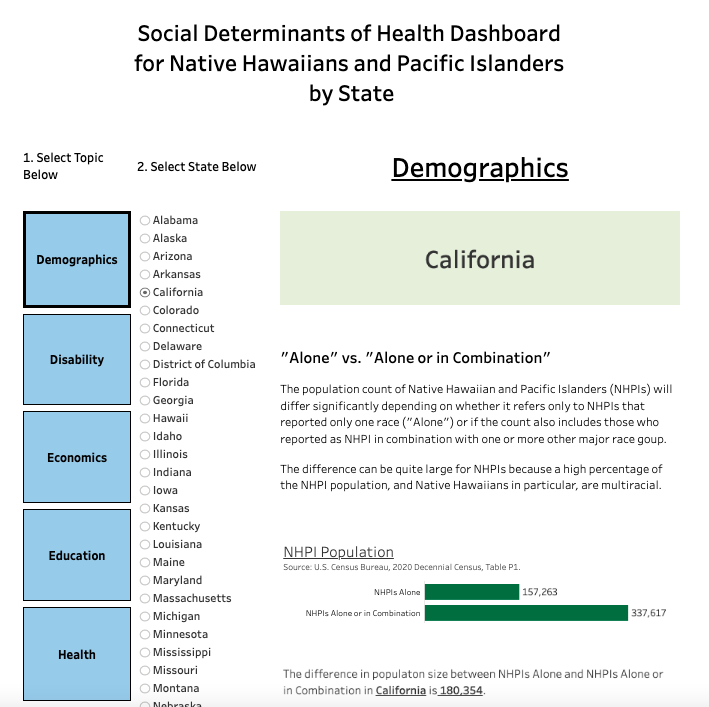 Social Determinants of Health Dashboard
for Native Hawaiians and Pacific Islanders
by State
1. Select Topic
Below
2. Select State Below
Demographics
Disability
Economics
Education
Health
Alabama
Alaska
Arizona
Arkansas
California
Colorado
Connecticut
Delaware
District of Columbia
Florida
Georgia
Hawaii
Idaho
Illinois
Indiana
Iowa
Kansas
Kentucky
Louisiana
Maine
Maryland
Massachusetts
Michigan
Minnesota
Mississippi
Missouri
Montana
Nebraska
Demographics
California
"Alone" vs. "Alone or in Combination"
The population count of Native Hawaiian and Pacific Islanders (NHPIs) will
differ significantly depending on whether it refers only to NHPIs that
reported only one race ("Alone") or if the count also includes those who
reported as NHPI in combination with one or more other major race goup.
The difference can be quite large for NHPIs because a high percentage of
the NHPI population, and Native Hawaiians in particular, are multiracial.
NHPI Population
Source: U.S. Census Bureau, 2020 Decennial Census, Table P1.
NHPIs Alone 157,263
NHPIs Alone or in Combination 337,617
The difference in populaton size between NHPIs Alone and NHPIs Alone or
in Combination in California is 180,354.